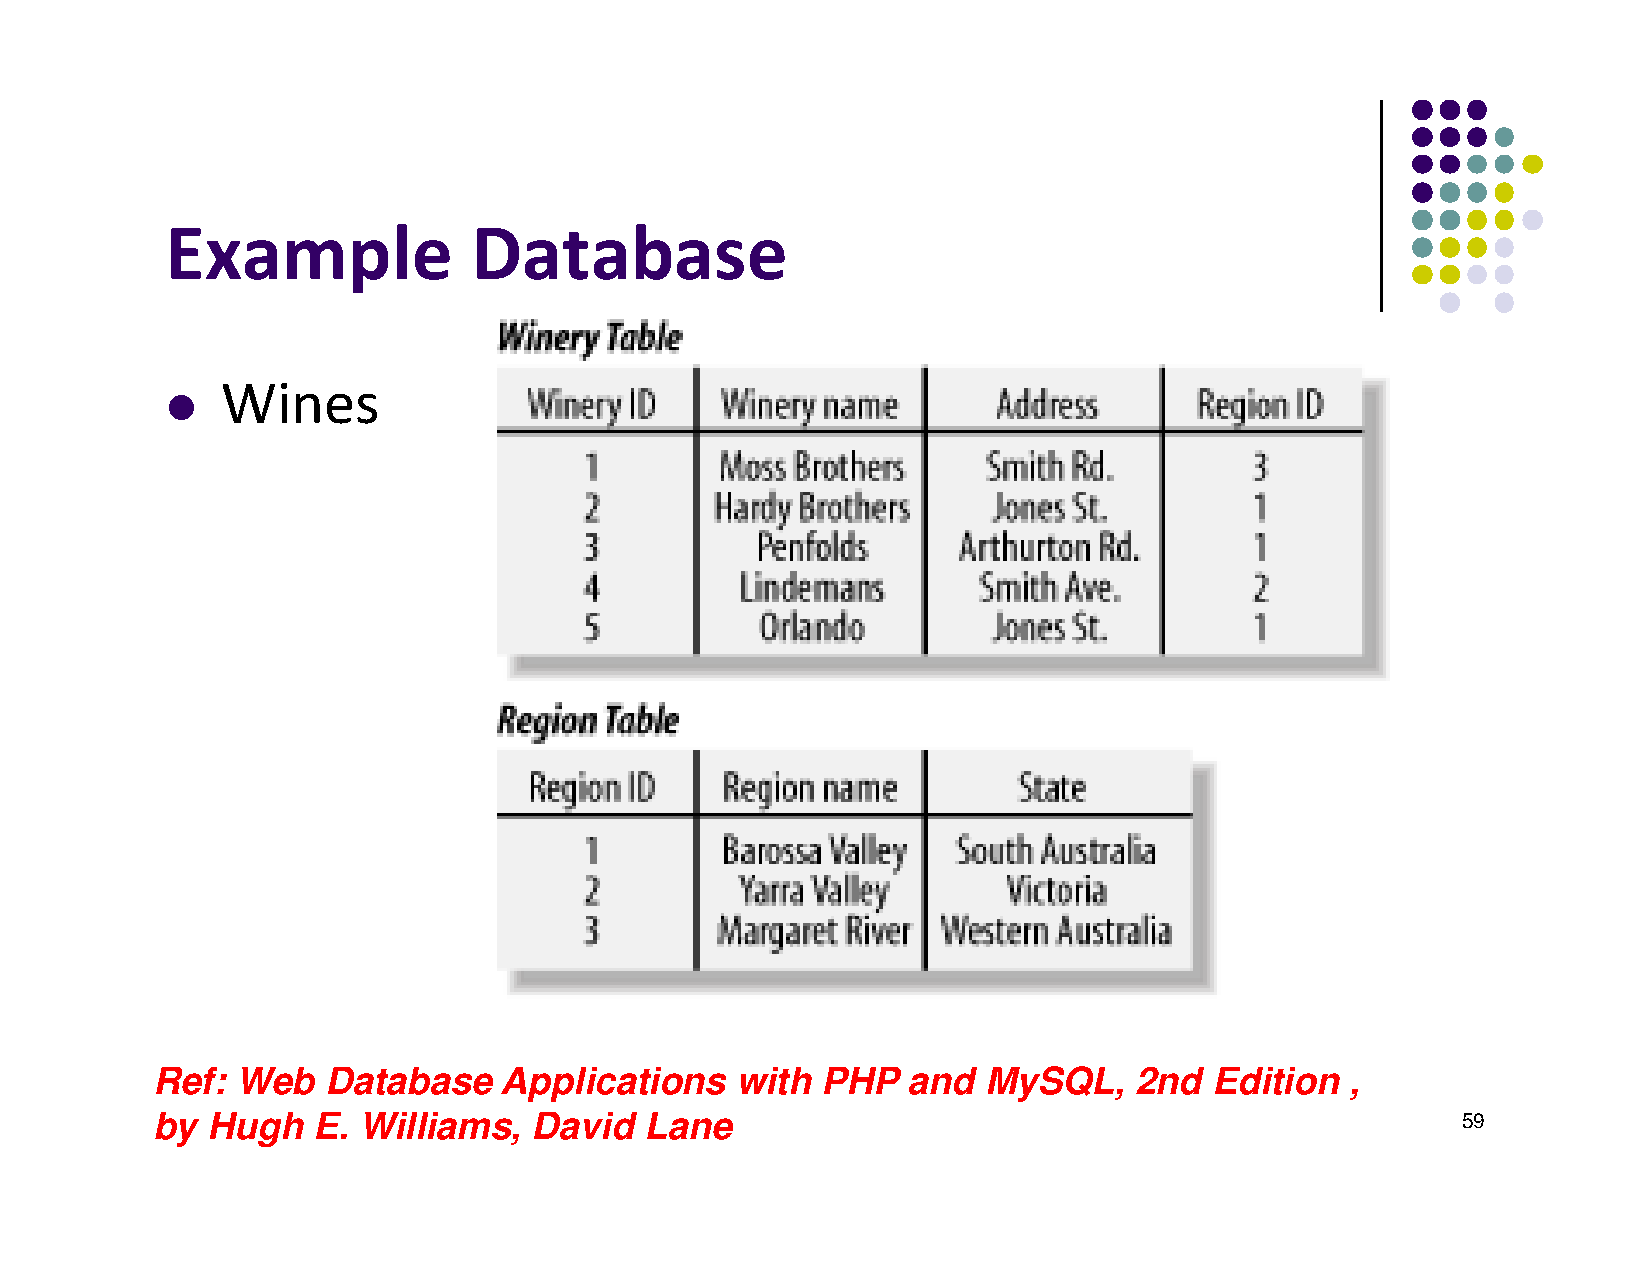 Example Database
Winery Table
● Wines
Winery ID Winery name Address Region ID
1 Moss Brothers Smith Rd. 3
2 Hardy Brothers Jones St. 1
3 Penfolds Arthurton Rd. 1
4 Lindemans Smith Ave. 2
5 Orlando Jones St. 1
Region Table
Region ID Region name State
1 Barossa Valley South Australia
2 Yarra Valley Victoria
3 Margaret River Western Australia
Ref: Web Database Applications with PHP and MySQL, 2nd Edition ,
by Hugh E. Williams, David Lane
59